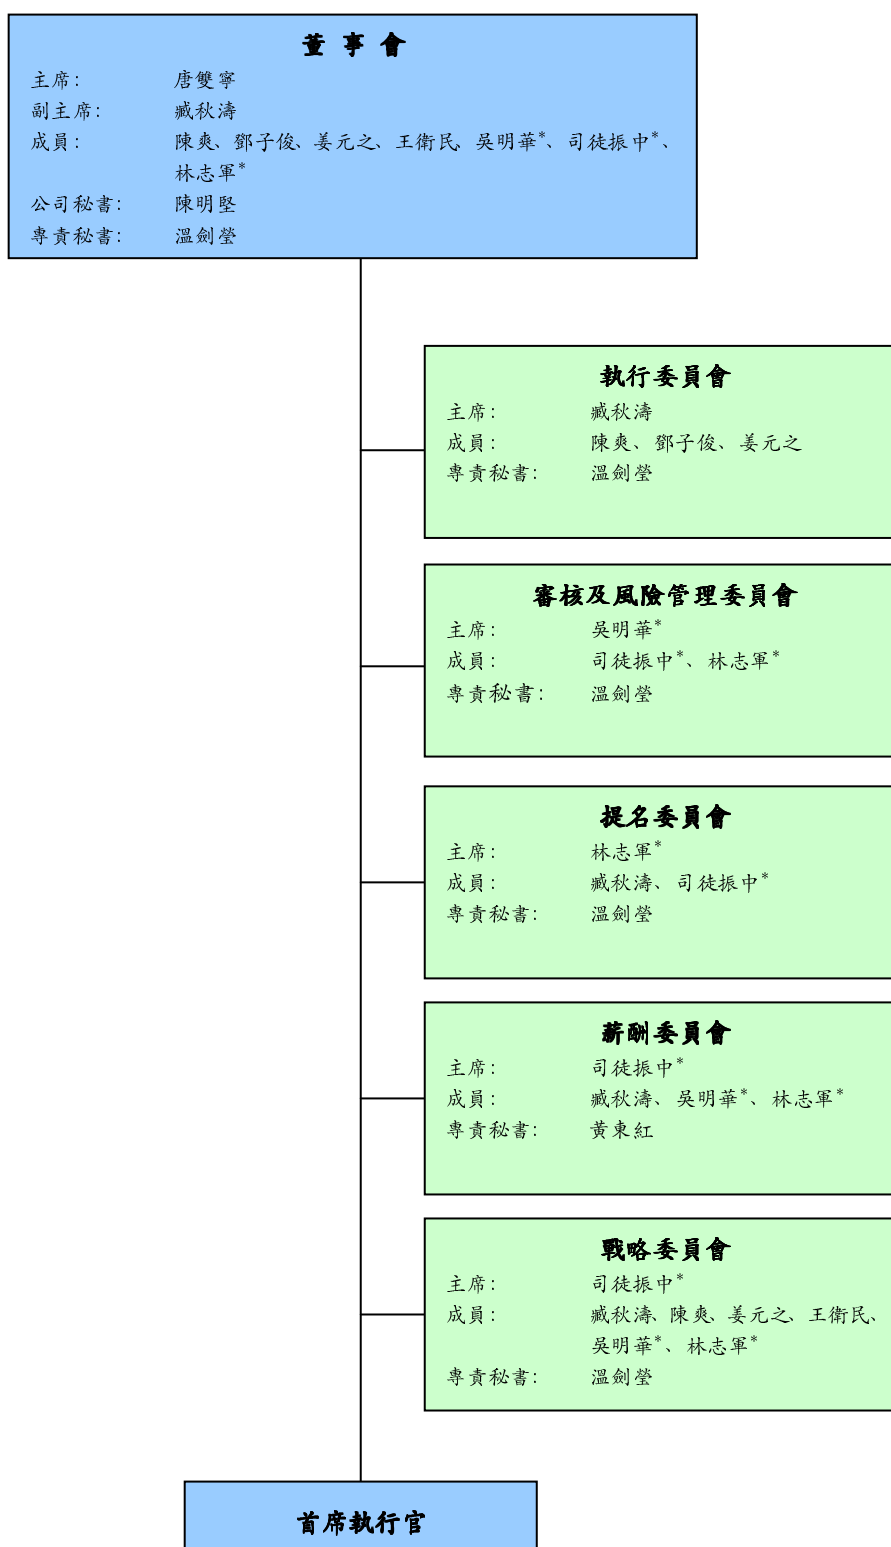 董 事 會
主席: 唐雙寧
副主席: 臧秋濤
成員: 陳爽、鄧子俊、姜元之、王衛民、吳明華*、司徒振中*、
林志軍*
公司秘書: 陳明堅
專責秘書: 溫劍瑩
執行委員會
主席: 臧秋濤
成員: 陳爽、鄧子俊、姜元之
專責秘書: 溫劍瑩
審核及風險管理委員會
主席: 吳明華*
成員: 司徒振中*、林志軍*
專責秘書: 溫劍瑩
提名委員會
主席: 林志軍*
成員: 臧秋濤、司徒振中*
專責秘書: 溫劍瑩
薪酬委員會
主席: 司徒振中*
成員: 臧秋濤、吳明華*、林志軍*
專責秘書: 黃東紅
戰略委員會
主席: 司徒振中*
成員: 臧秋濤、陳爽、姜元之、王衛民、
吳明華*、林志軍*
專責秘書: 溫劍瑩
首席執行官